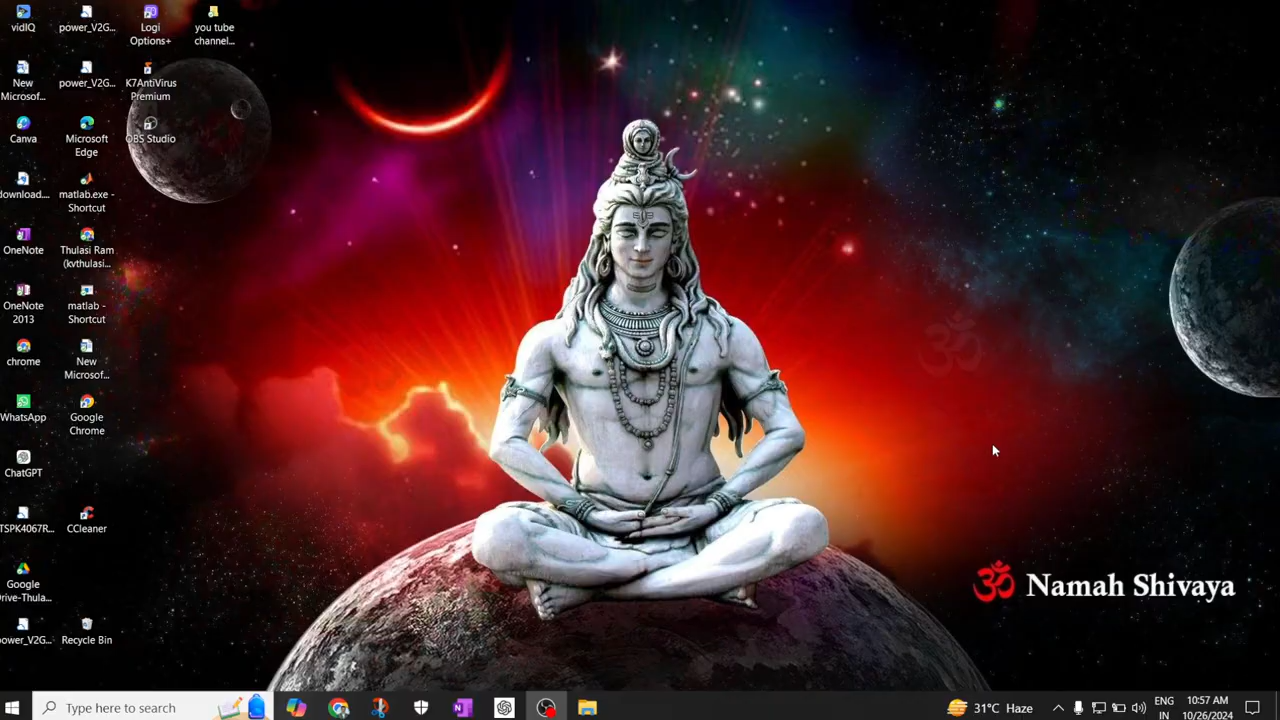 vidIQ
power_V2G...
Logi
Options+
you tube
channel...
New
Microsof...
power_V2G...
K7AntiVirus
Premium
Canva
Microsoft
Edge
OBS Studio
download....
matlab.exe -
Shortcut
OneNote
Thulasi Ram
(kvthulasi...
OneNote
2013
matlab -
Shortcut
chrome
New
Microsof...
WhatsApp
Google
Chrome
ChatGPT
TSPK4067R...
CCleaner
Google
Drive-Thula...
power_V2G...
Recycle Bin
ॐ Namah Shivaya
Type here to search
31°C Haze
ENG
IN
10:57 AM
10/26/2024